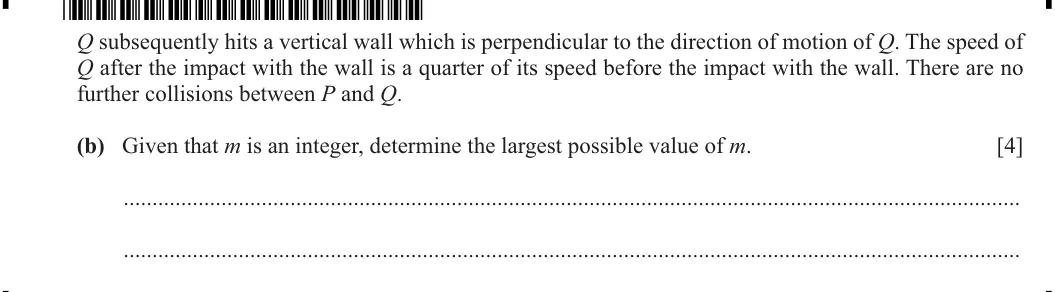 Q subsequently hits a vertical wall which is perpendicular to the direction of motion of Q. The speed of
Q after the impact with the wall is a quarter of its speed before the impact with the wall. There are no
further collisions between P and Q.
(b) Given that m is an integer, determine the largest possible value of m. [4]